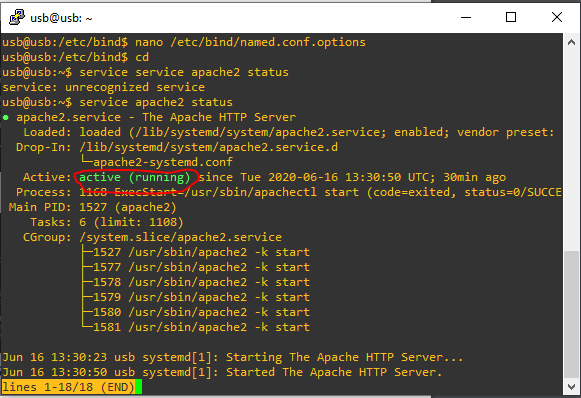 usb@usb: ~
usb@usb:/etc/bind$ nano /etc/bind/named.conf.options
usb@usb:/etc/bind$ cd
usb@usb:~$ service service apache2 status
service: unrecognized service
usb@usb:~$ service apache2 status
● apache2.service - The Apache HTTP Server
Loaded: loaded (/lib/systemd/system/apache2.service; enabled; vendor preset:
Drop-In: /lib/systemd/system/apache2.service.d
└─apache2-systemd.conf
Active: active (running) since Tue 2020-06-16 13:30:50 UTC; 30min ago
Process: 1168 ExecStart=/usr/sbin/apachectl start (code=exited, status=0/SUCCE
Main PID: 1527 (apache2)
Tasks: 6 (limit: 1108)
CGroup: /system.slice/apache2.service
├─1527 /usr/sbin/apache2 -k start
├─1577 /usr/sbin/apache2 -k start
├─1578 /usr/sbin/apache2 -k start
├─1579 /usr/sbin/apache2 -k start
├─1580 /usr/sbin/apache2 -k start
└─1581 /usr/sbin/apache2 -k start
Jun 16 13:30:23 usb systemd[1]: Starting The Apache HTTP Server...
Jun 16 13:30:50 usb systemd[1]: Started The Apache HTTP Server.
lines 1-18/18 (END)